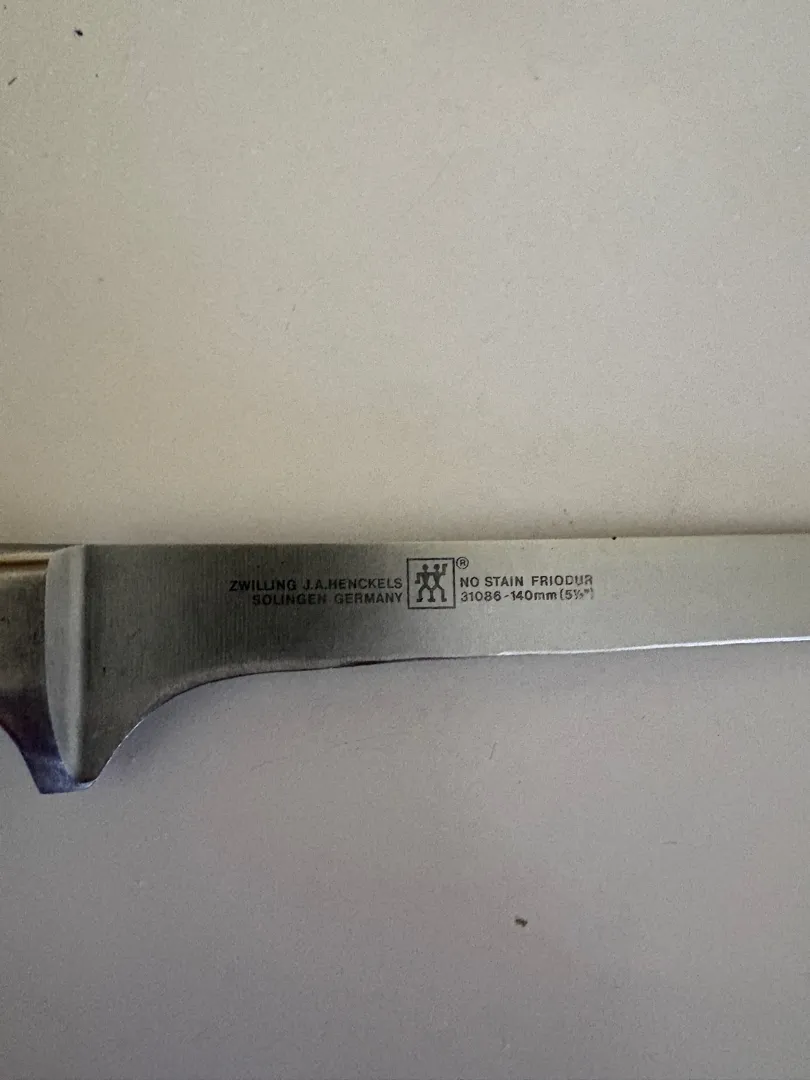 ZWILLING J.A.HENCKELS
SOLINGEN GERMANY
®
NO STAIN FRIODUR
31086-140mm(5½")